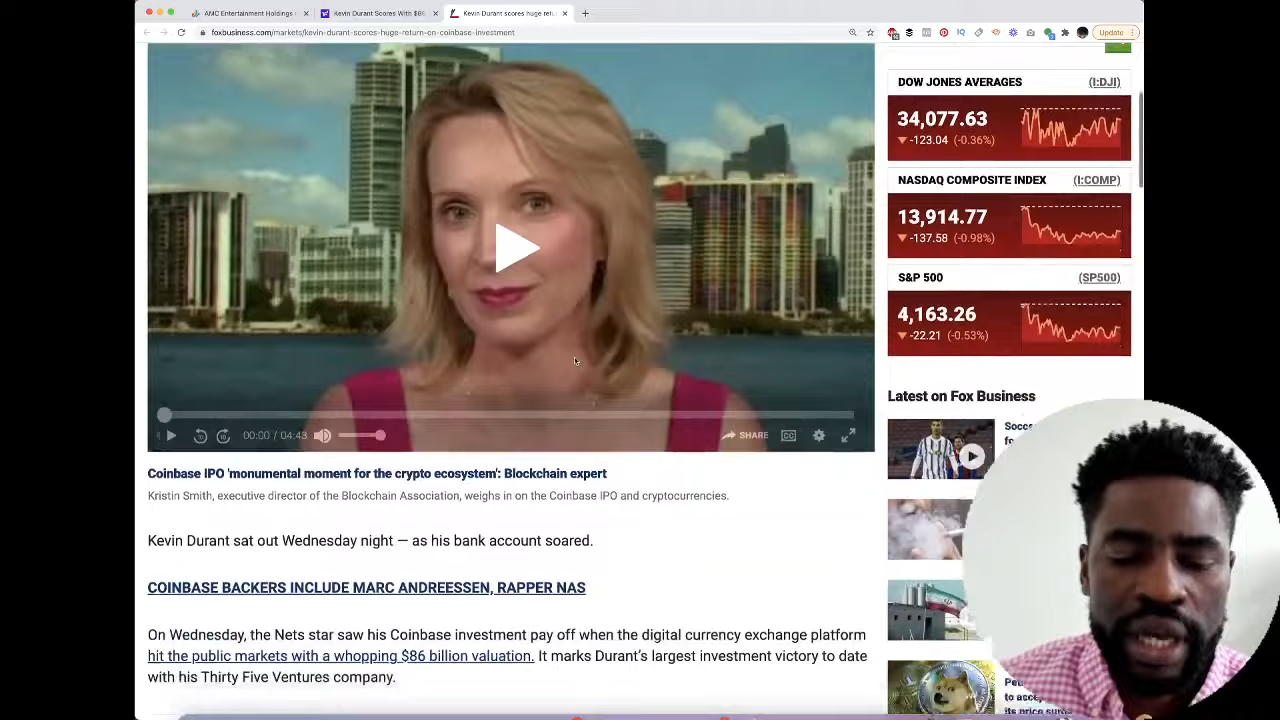 AMC Entertainment Holdings
Kevin Durant Scores With $86
Kevin Durant scores huge retu
foxbusiness.com/markets/kevin-durant-scores-huge-return-on-coinbase-investment
Update
DOW JONES AVERAGES (I:DJI)
34,077.63
-123.04 (-0.36%)
NASDAQ COMPOSITE INDEX (I:COMP)
13,914.77
-137.58 (-0.98%)
S&P 500 (SP500)
4,163.26
-22.21 (-0.53%)
Latest on Fox Business
00:00 / 04:43
SHARE
CC
Coinbase IPO 'monumental moment for the crypto ecosystem': Blockchain expert
Kristin Smith, executive director of the Blockchain Association, weighs in on the Coinbase IPO and cryptocurrencies.
Kevin Durant sat out Wednesday night — as his bank account soared.
COINBASE BACKERS INCLUDE MARC ANDREESSEN, RAPPER NAS
On Wednesday, the Nets star saw his Coinbase investment pay off when the digital currency exchange platform
hit the public markets with a whopping $86 billion valuation. It marks Durant's largest investment victory to date
with his Thirty Five Ventures company.
to acce
its price surg